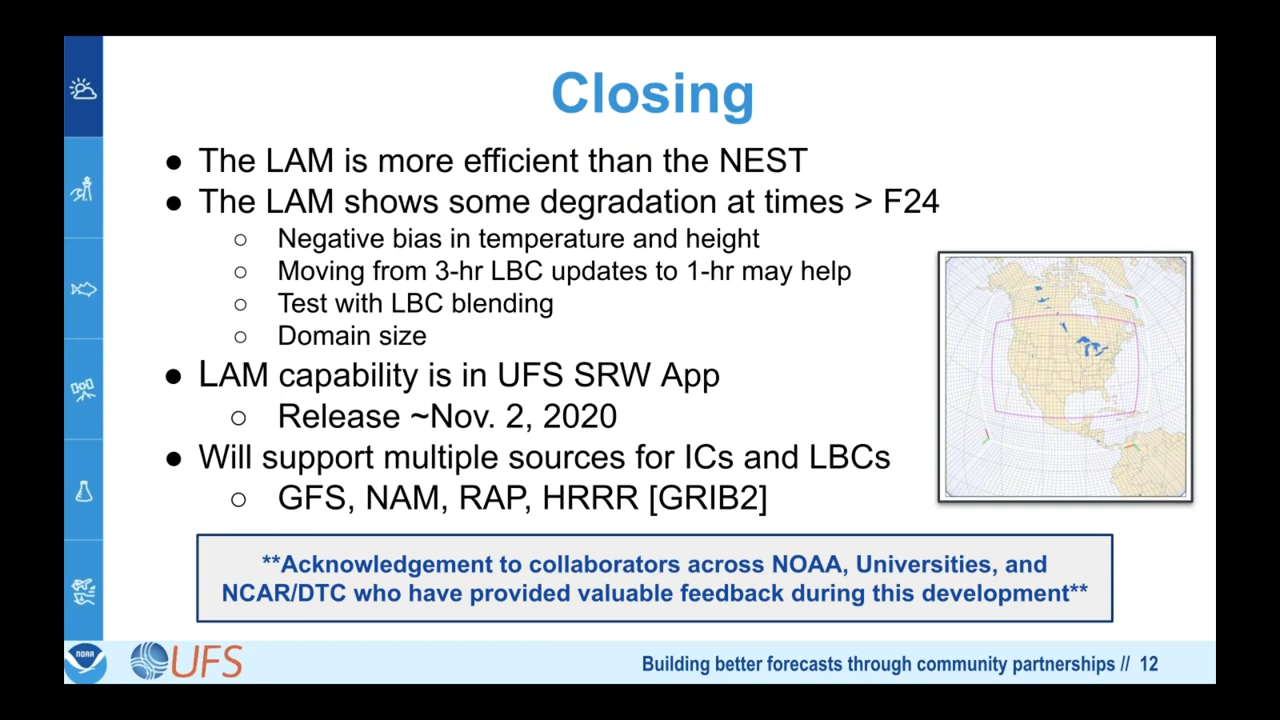 Closing
● The LAM is more efficient than the NEST
● The LAM shows some degradation at times > F24
○ Negative bias in temperature and height
○ Moving from 3-hr LBC updates to 1-hr may help
○ Test with LBC blending
○ Domain size
● LAM capability is in UFS SRW App
○ Release ~Nov. 2, 2020
● Will support multiple sources for ICs and LBCs
○ GFS, NAM, RAP, HRRR [GRIB2]
**Acknowledgement to collaborators across NOAA, Universities, and
NCAR/DTC who have provided valuable feedback during this development**
NOAA
UFS
Building better forecasts through community partnerships // 12